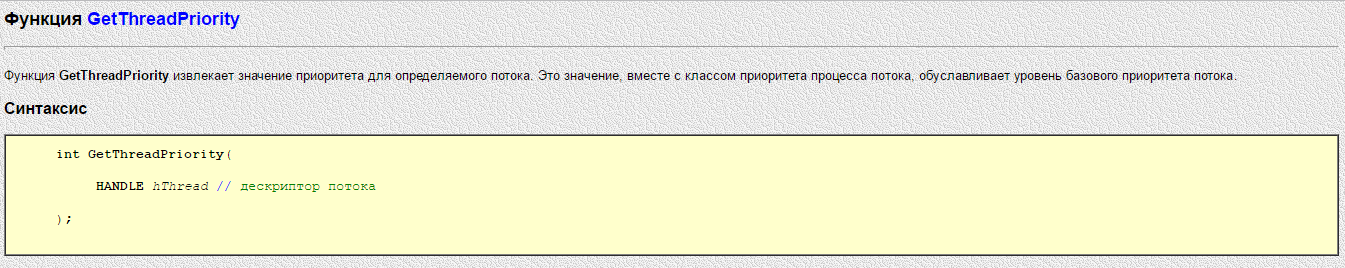 Функция GetThreadPriority
Функция GetThreadPriority извлекает значение приоритета для определяемого потока. Это значение, вместе с классом приоритета процесса потока, обуславливает уровень базового приоритета потока.
Синтаксис
int GetThreadPriority(
HANDLE hThread // дескриптор потока
);